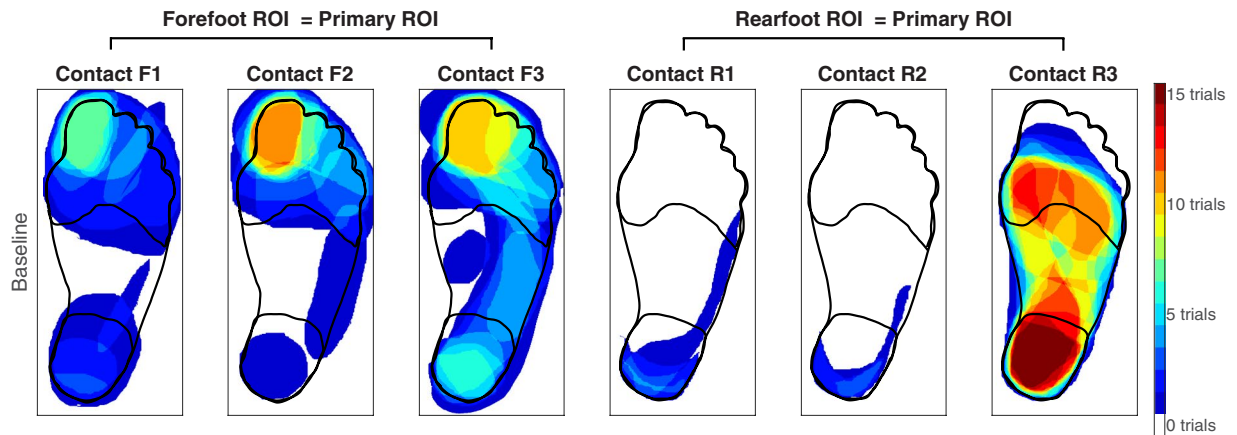 Forefoot ROI = Primary ROI
Rearfoot ROI = Primary ROI
Contact F1
Contact F2
Contact F3
Contact R1
Contact R2
Contact R3
Baseline
15 trials
10 trials
5 trials
0 trials